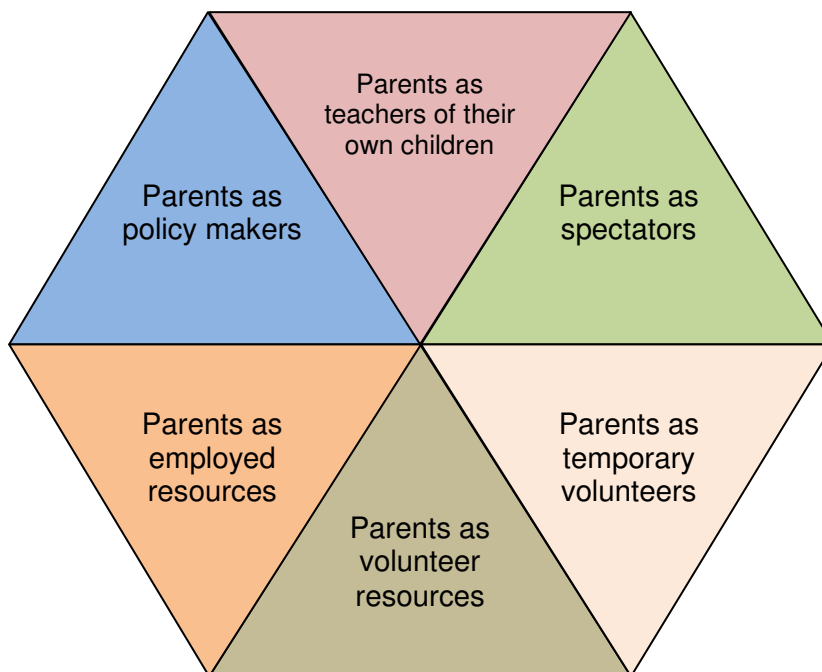 Parents as
teachers of their
own children
Parents as
policy makers
Parents as
spectators
Parents as
employed
resources
Parents as
temporary
volunteers
Parents as
volunteer
resources